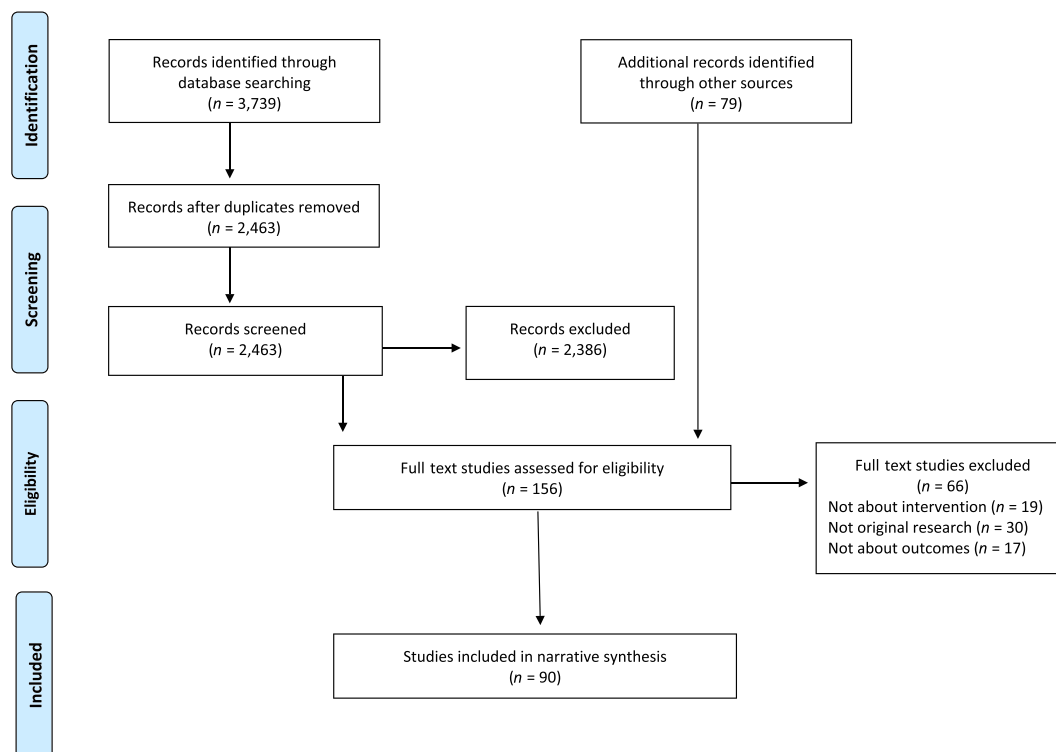 Identification
Records identified through
database searching
(n = 3,739)
Additional records identified
through other sources
(n = 79)
Records after duplicates removed
(n = 2,463)
Screening
Records screened
(n = 2,463)
Records excluded
(n = 2,386)
Eligibility
Full text studies assessed for eligibility
(n = 156)
Full text studies excluded
(n = 66)
Not about intervention (n = 19)
Not original research (n = 30)
Not about outcomes (n = 17)
Included
Studies included in narrative synthesis
(n = 90)